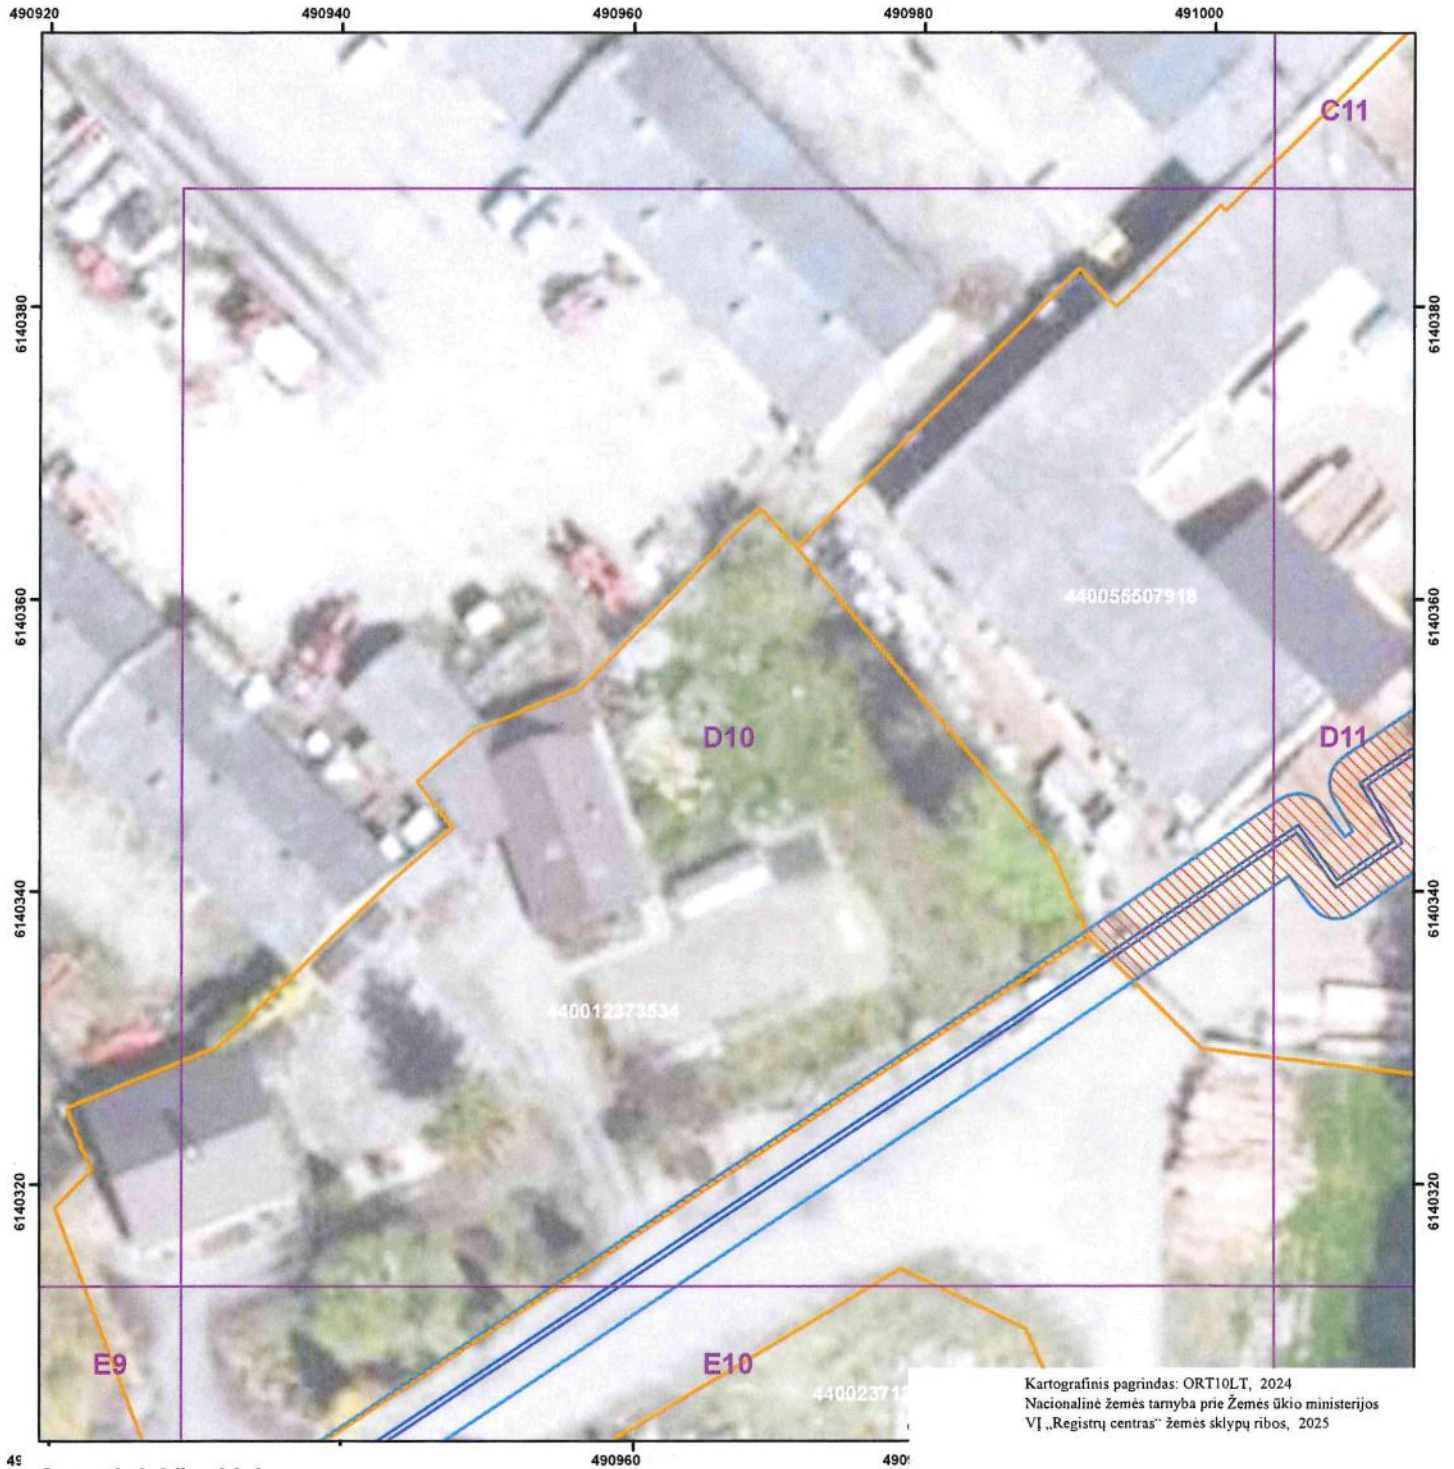 490920 490940 490960 490980 491000
C11
6140380 6140380
6140360 440055507918 6140360
D10 D11
6140340 6140340
440012373534
6140320 6140320
E9 E10
Kartografinis pagrindas: ORT10LT, 2024
Nacionalinė žemės tarnyba prie Žemės ūkio ministerijos
VĮ „Registrų centras“ žemės sklypų ribos, 2025
490960